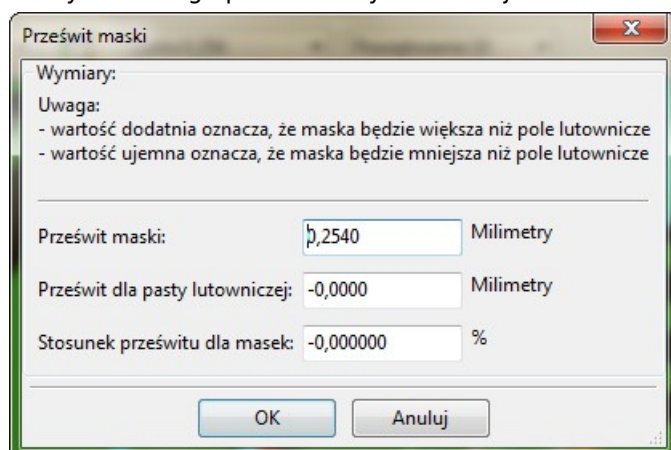 Prześwit maski
Wymiary:
Uwaga:
- wartość dodatnia oznacza, że maska będzie większa niż pole lutownicze
- wartość ujemna oznacza, że maska będzie mniejsza niż pole lutownicze
Prześwit maski: 0,2540 Milimetry
Prześwit dla pasty lutowniczej: -0,0000 Milimetry
Stosunek prześwitu dla masek: -0,000000 %
OK Anuluj